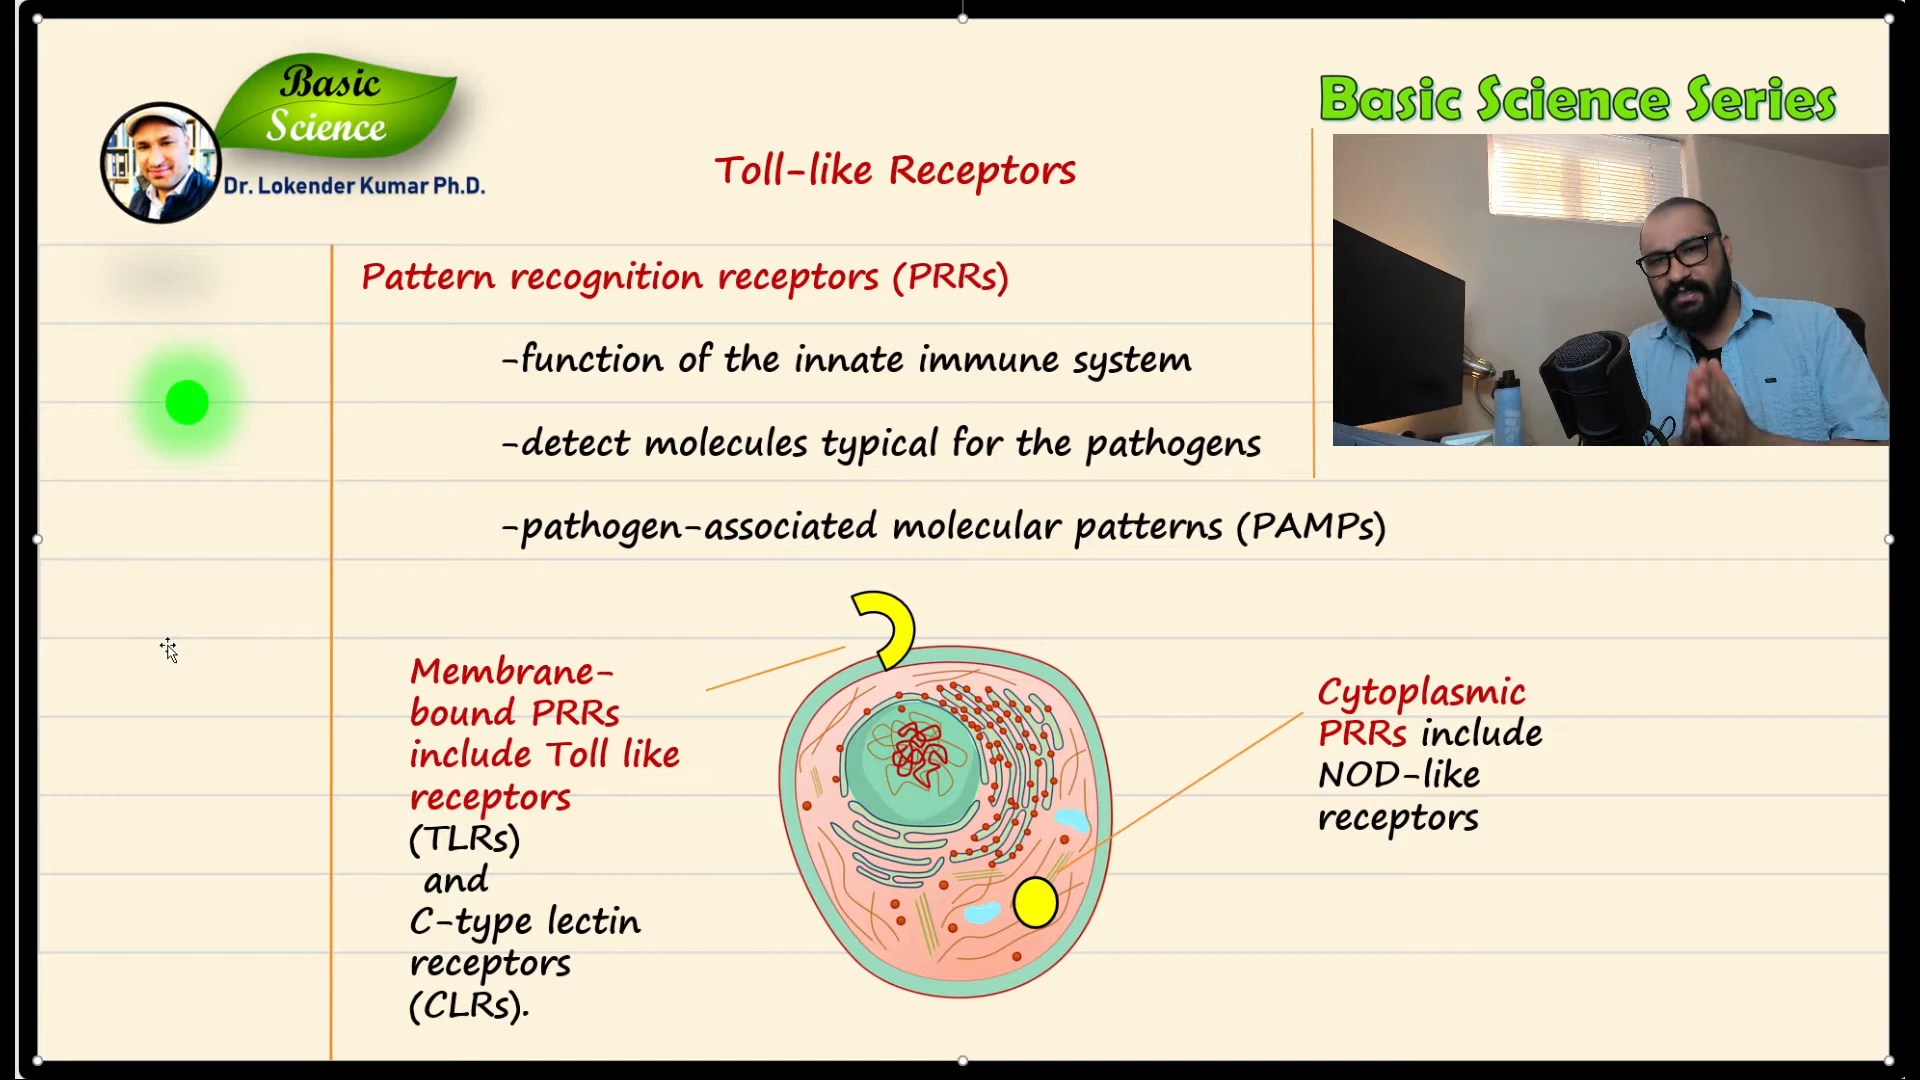 Basic
Science
Dr. Lokender Kumar Ph.D.
Basic Science Series
Toll-like Receptors
Pattern recognition receptors (PRRs)
-function of the innate immune system
-detect molecules typical for the pathogens
-pathogen-associated molecular patterns (PAMPs)
Membrane-
bound PRRs
include Toll like
receptors
(TLRs)
and
C-type lectin
receptors
(CLRs).
Cytoplasmic
PRRs include
NOD-like
receptors